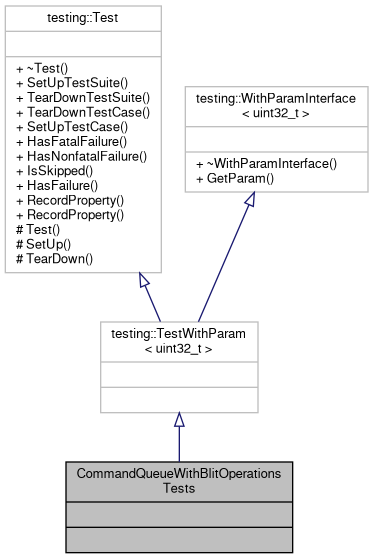 testing::Test
+ ~Test()
+ SetUpTestSuite()
+ TearDownTestSuite()
+ TearDownTestCase()
+ SetUpTestCase()
+ HasFatalFailure()
+ HasNonfatalFailure()
+ IsSkipped()
+ HasFailure()
+ RecordProperty()
+ RecordProperty()
# Test()
# SetUp()
# TearDown()
testing::WithParamInterface
< uint32_t >
+ ~WithParamInterface()
+ GetParam()
testing::TestWithParam
< uint32_t >
CommandQueueWithBlitOperations
Tests